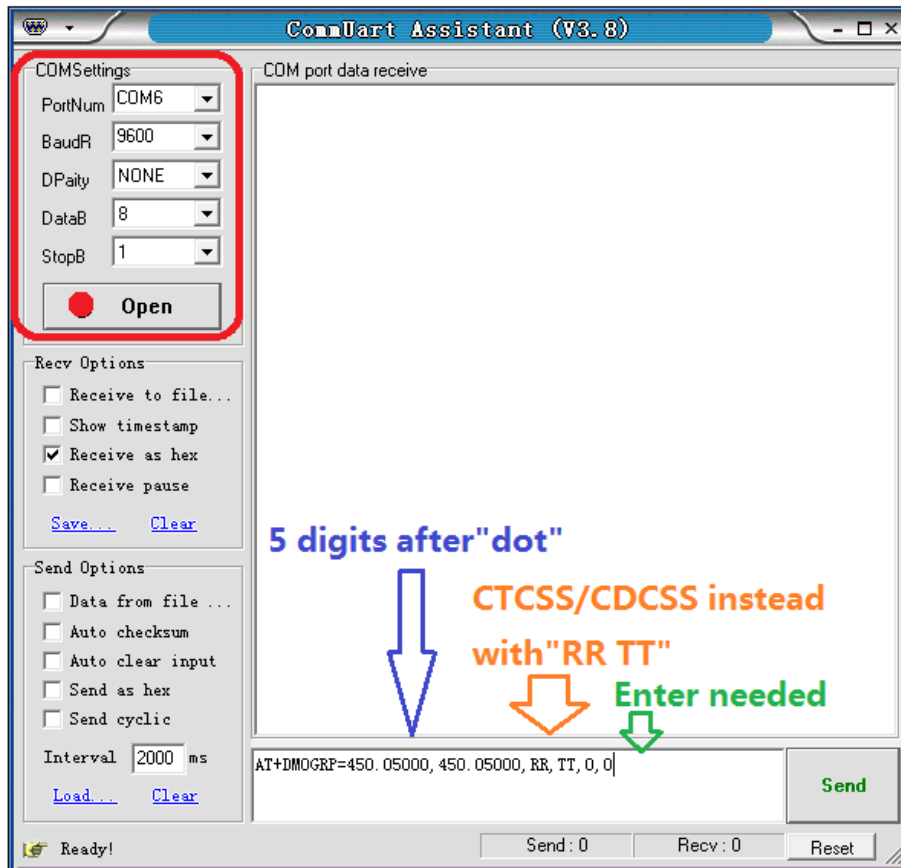 CommUart Assistant (V3.8)
COMSettings
PortNum COM6
BaudR 9600
DPaity NONE
DataB 8
StopB 1
Open
Recv Options
Receive to file...
Show timestamp
Receive as hex
Receive pause
Save... Clear
Send Options
Data from file ...
Auto checksum
Auto clear input
Send as hex
Send cyclic
Interval 2000 ms
Load... Clear
COM port data receive
5 digits after"dot"
CTCSS/CDCSS instead
with"RR TT"
Enter needed
AT+DMOGRP=450.05000, 450.05000, RR, TT, 0, 0
Send
Ready!
Send : 0
Recv : 0
Reset